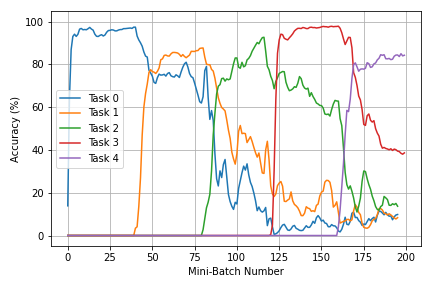 100
80
60
40
20
0
Accuracy (%)
Task 0
Task 1
Task 2
Task 3
Task 4
0 25 50 75 100 125 150 175 200
Mini-Batch Number